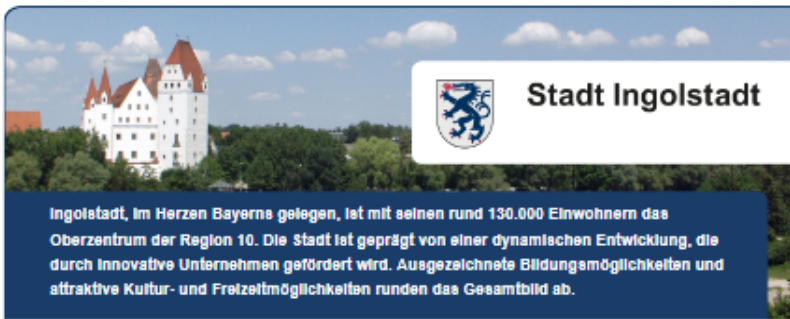 Stadt Ingolstadt
Ingolstadt, im Herzen Bayerns gelegen, ist mit seinen rund 130.000 Einwohnern das
Oberzentrum der Region 10. Die Stadt ist geprägt von einer dynamischen Entwicklung, die
durch innovative Unternehmen gefördert wird. Ausgezeichnete Bildungsmöglichkeiten und
attraktive Kultur- und Freizeitmöglichkeiten runden das Gesamtbild ab.